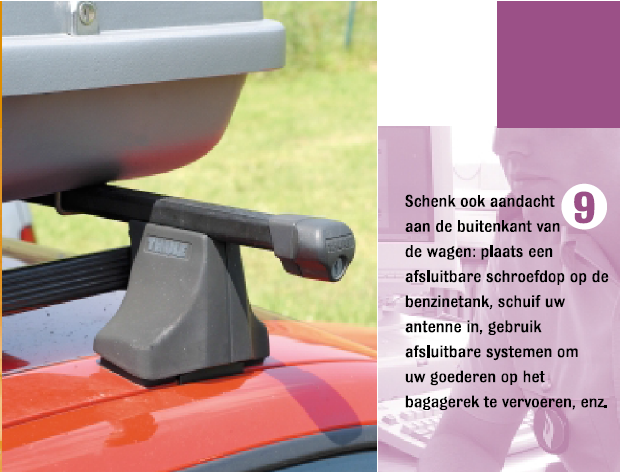 THULE
9
Schenk ook aandacht
aan de buitenkant van
de wagen: plaats een
afsluitbare schroefdop op de
benzinetank, schuif uw
antenne in, gebruik
afsluitbare systemen om
uw goederen op het
bagagerek te vervoeren, enz.